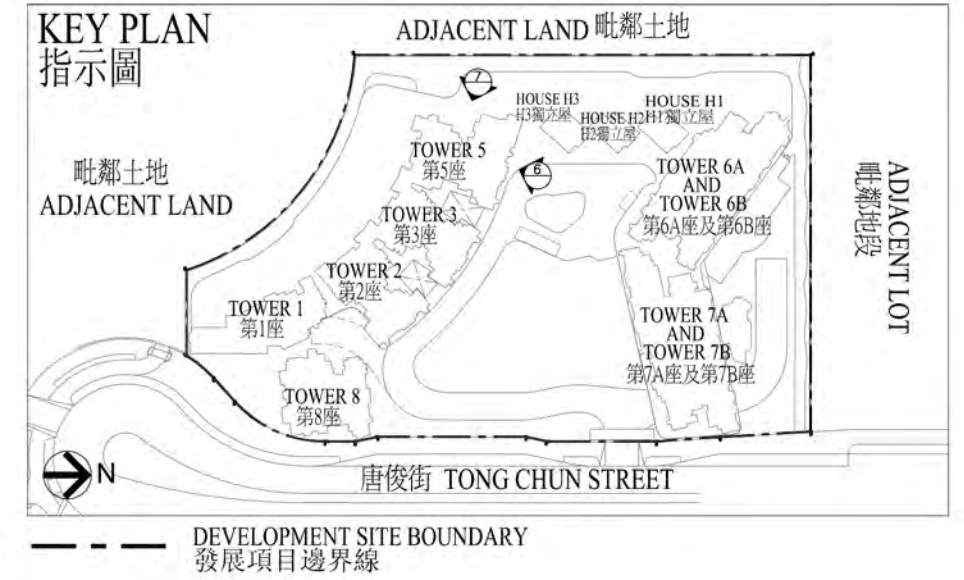 KEY PLAN
指示圖
ADJACENT LAND 毗鄰土地
7
HOUSE H3
H3獨立屋
HOUSE H2
H2獨立屋
HOUSE H1
H1獨立屋
毗鄰土地
ADJACENT LAND
TOWER 5
第5座
6
TOWER 6A
AND
TOWER 6B
第6A座及第6B座
ADJACENT LOT
毗鄰地段
TOWER 3
第3座
TOWER 2
第2座
TOWER 1
第1座
TOWER 7A
AND
TOWER 7B
第7A座及第7B座
TOWER 8
第8座
N
唐俊街 TONG CHUN STREET
DEVELOPMENT SITE BOUNDARY
發展項目邊界線